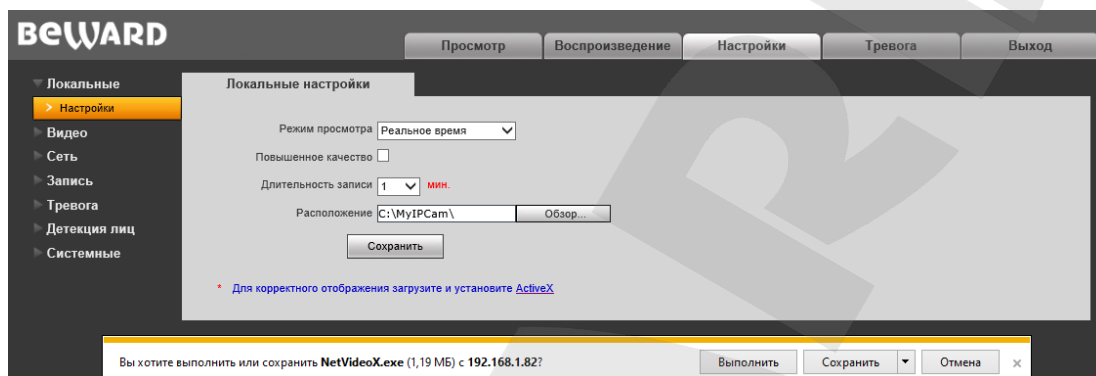 BEWARD
Просмотр Воспроизведение Настройки Тревога Выход
Локальные
> Настройки
Видео
Сеть
Запись
Тревога
Детекция лиц
Системные
Локальные настройки
Режим просмотра Реальное время
Повышенное качество
Длительность записи 1 мин.
Расположение C:\MyIPCam\ Обзор...
Сохранить
* Для корректного отображения загрузите и установите ActiveX
Вы хотите выполнить или сохранить NetVideoX.exe (1,19 МБ) с 192.168.1.82? Выполнить Сохранить Отмена ×